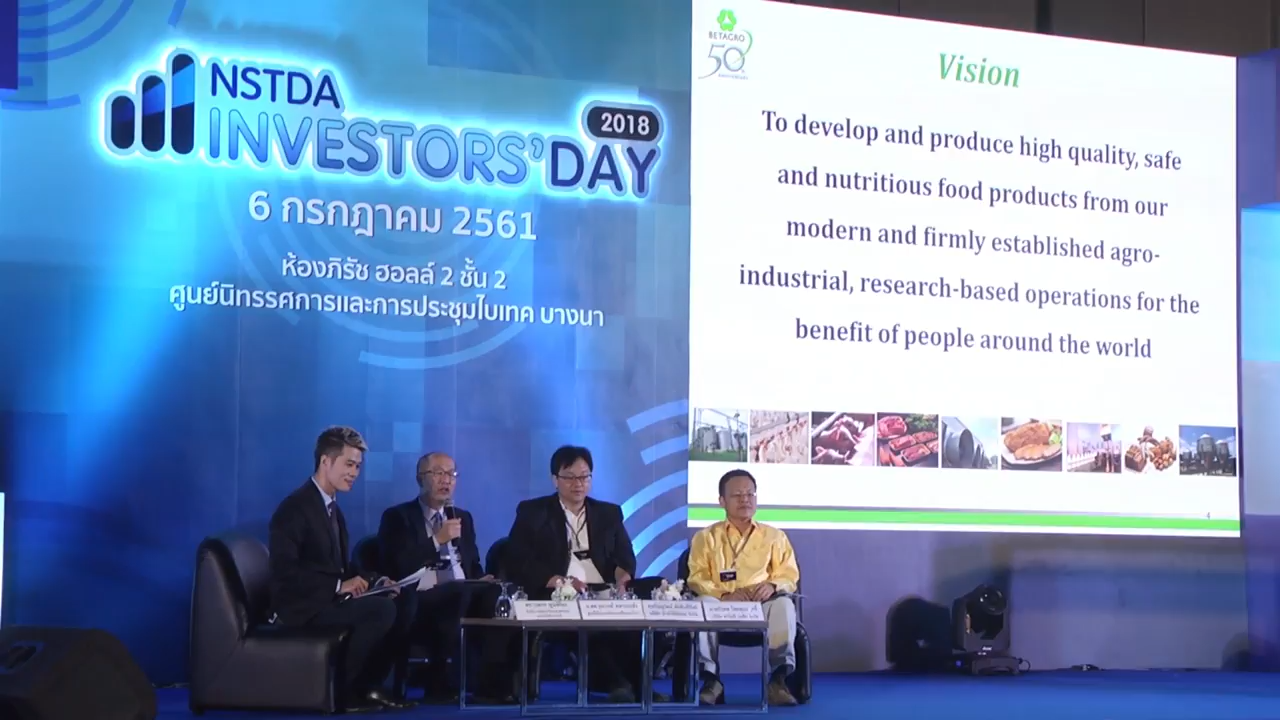 NSTDA
INVESTORS' DAY
2018
6 กรกฎาคม 2561
ห้องภิรัช ฮอลล์ 2 ชั้น 2
ศูนย์นิทรรศการและการประชุมไบเทค บางนา
BETAGRO
50
Vision
To develop and produce high quality, safe
and nutritious food products from our
modern and firmly established agro-
industrial, research-based operations for the
benefit of people around the world
4